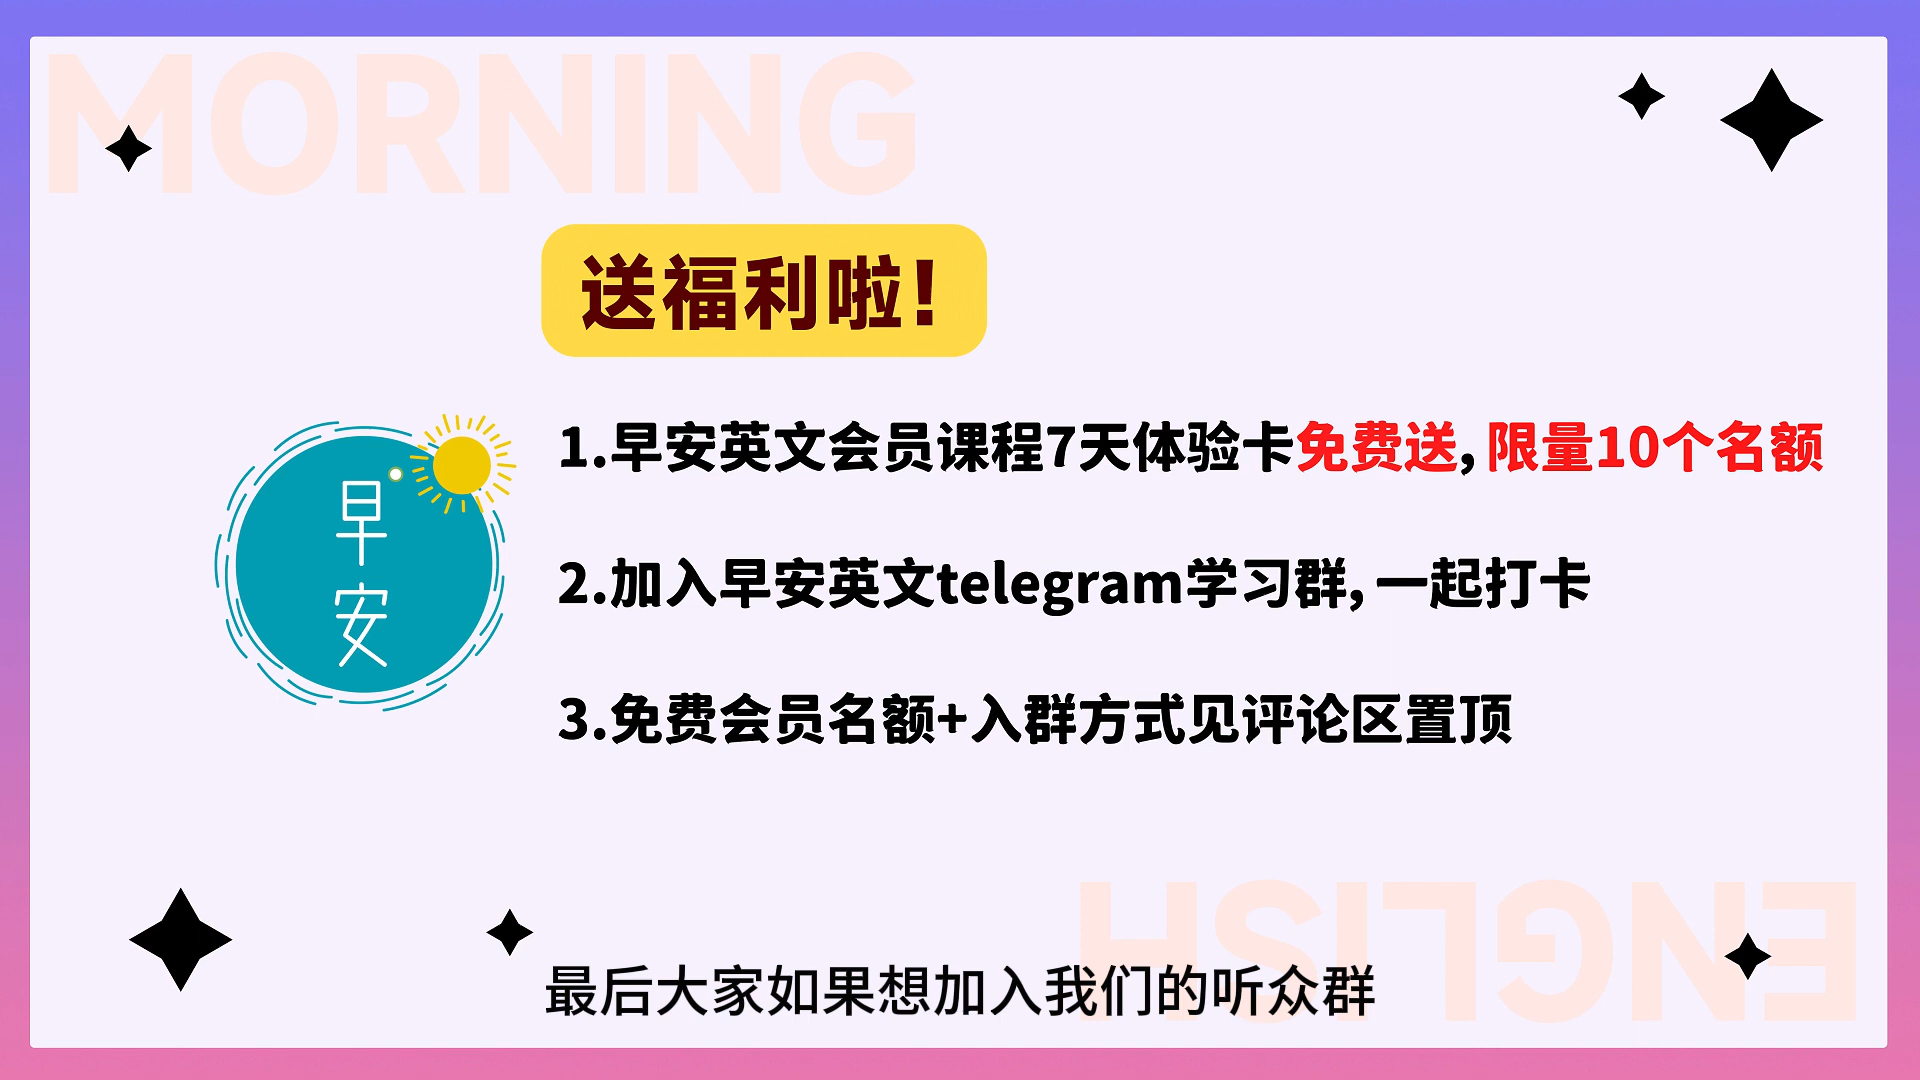 MORNING
送福利啦！
1.早安英文会员课程7天体验卡免费送，限量10个名额
早安
2.加入早安英文telegram学习群，一起打卡
3.免费会员名额+入群方式见评论区置顶
ENGLISH
最后大家如果想加入我们的听众群